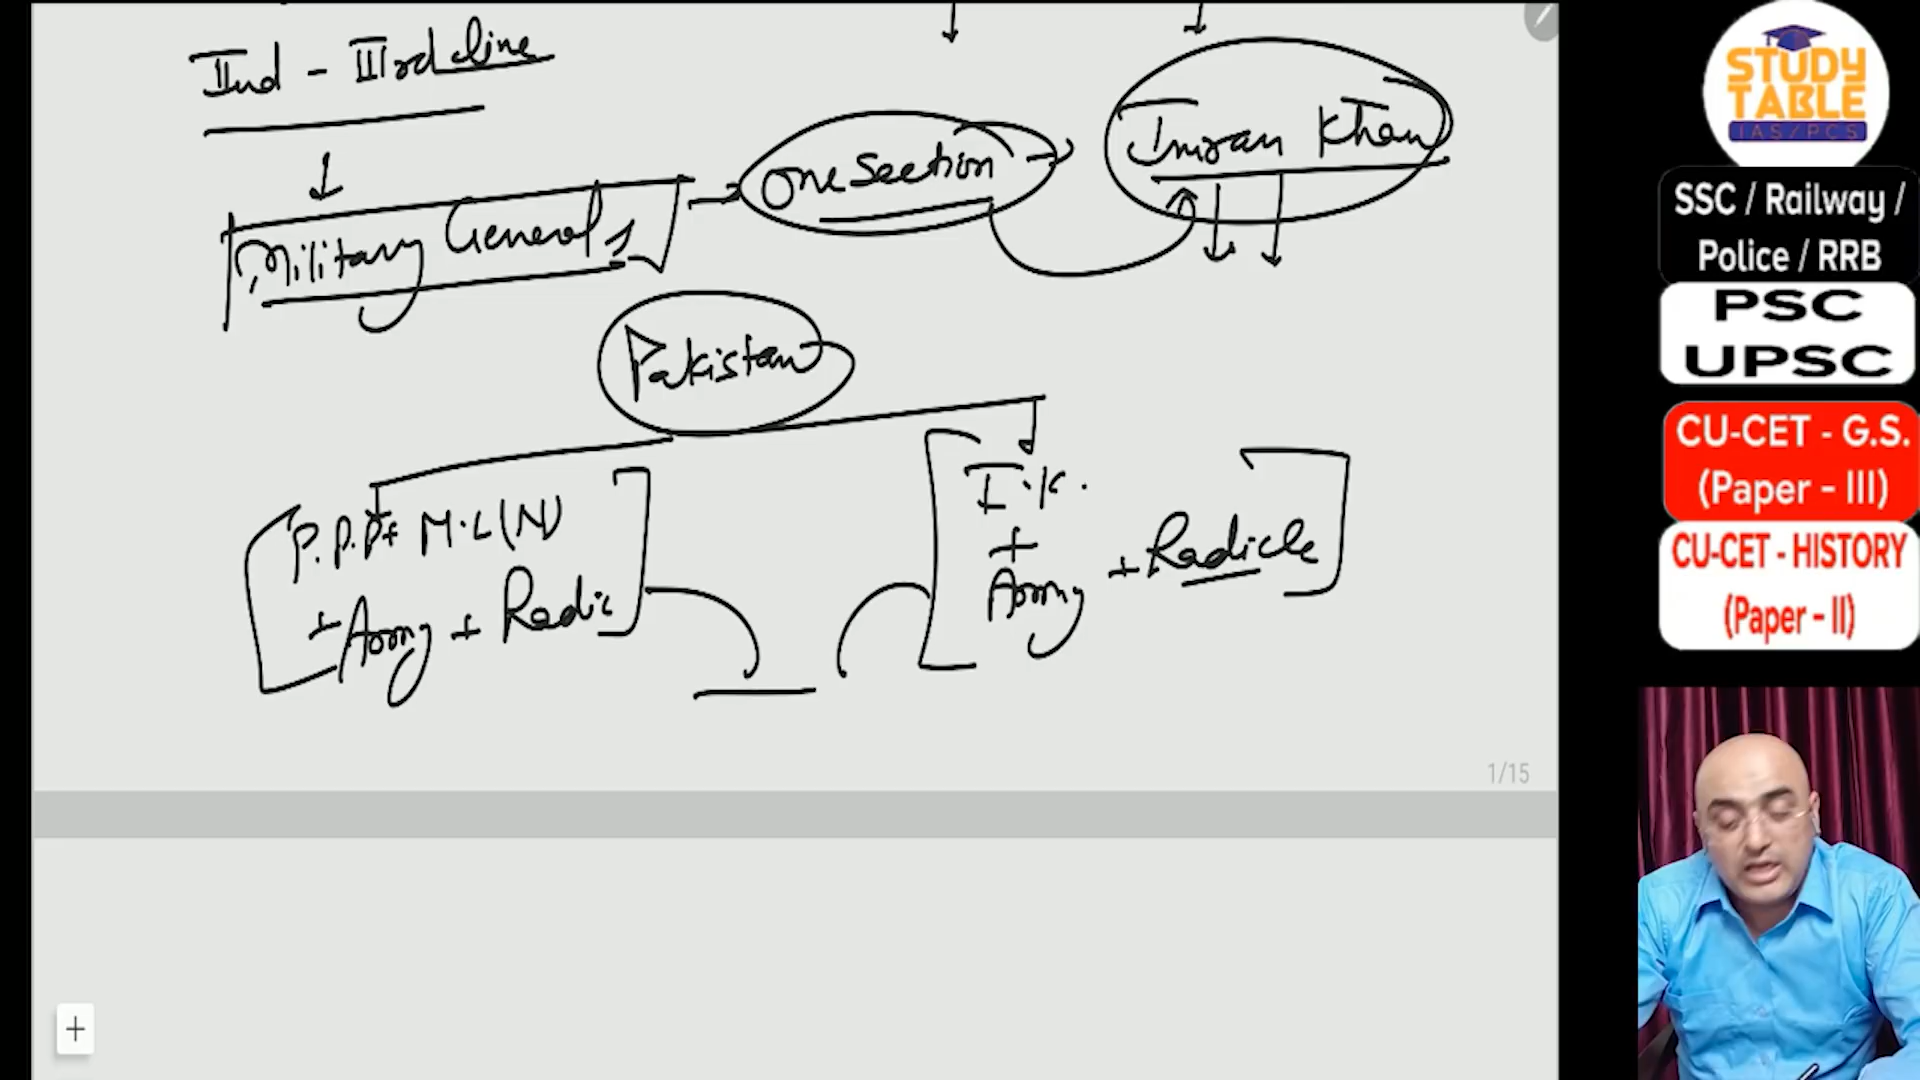 IInd - IIIrd line
Military Generals
One Section
Imran Khan
Pakistan
P.P.P + M.L(N)
+ Army + Radic
I.K.
+
Army + Radicle
1/15
+
STUDY
TABLE
IAS/PCS
SSC / Railway /
Police / RRB
PSC
UPSC
CU-CET - G.S.
(Paper - III)
CU-CET - HISTORY
(Paper - II)